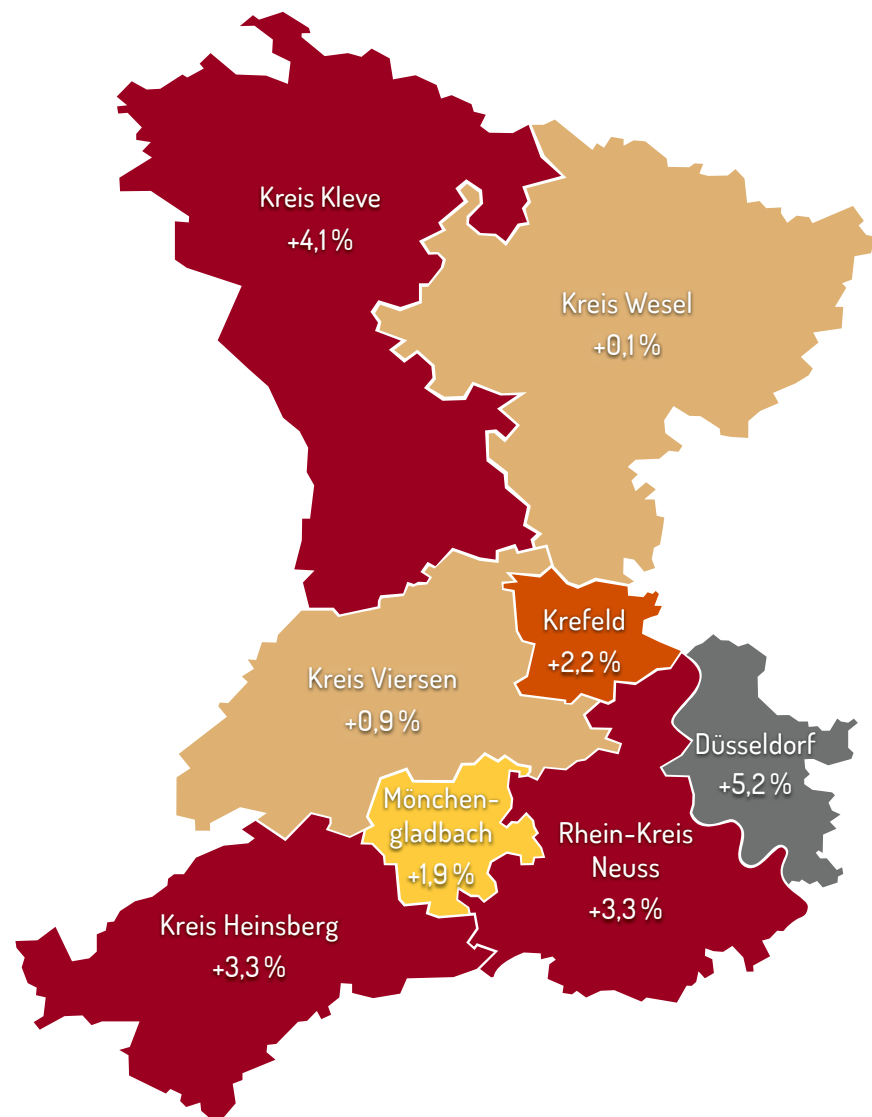 Kreis Kleve
+4,1 %
Kreis Wesel
+0,1 %
Krefeld
+2,2 %
Kreis Viersen
+0,9 %
Düsseldorf
+5,2 %
Mönchen-
gladbach
+1,9 %
Rhein-Kreis
Neuss
+3,3 %
Kreis Heinsberg
+3,3 %